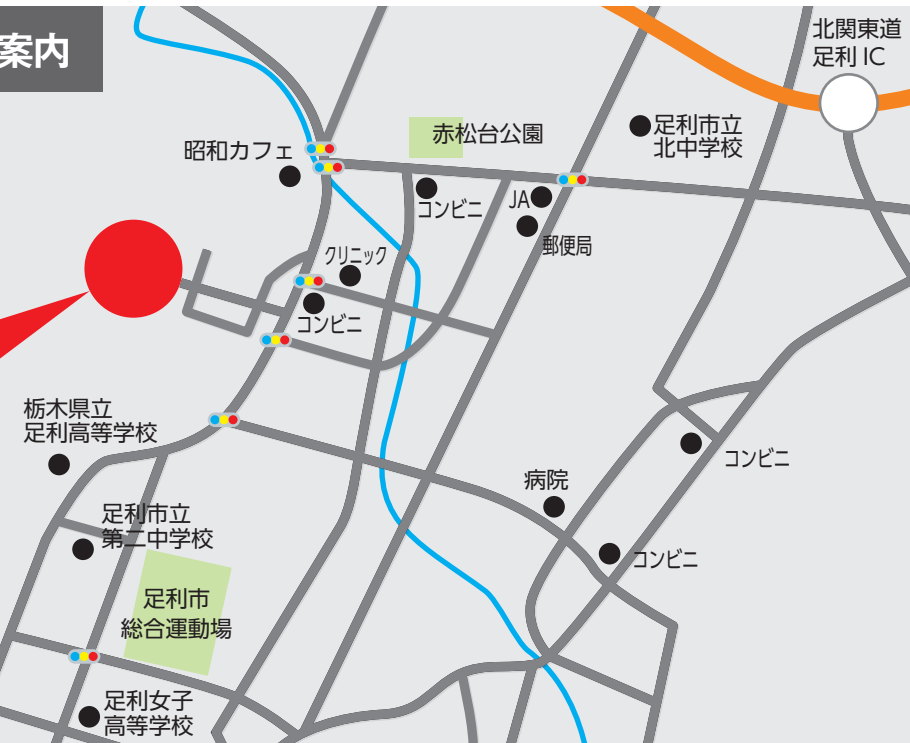 案内
北関東道
足利 IC
赤松台公園
足利市立
北中学校
昭和カフェ
コンビニ
JA
郵便局
クリニック
コンビニ
栃木県立
足利高等学校
コンビニ
病院
足利市立
第二中学校
コンビニ
足利市
総合運動場
足利女子
高等学校